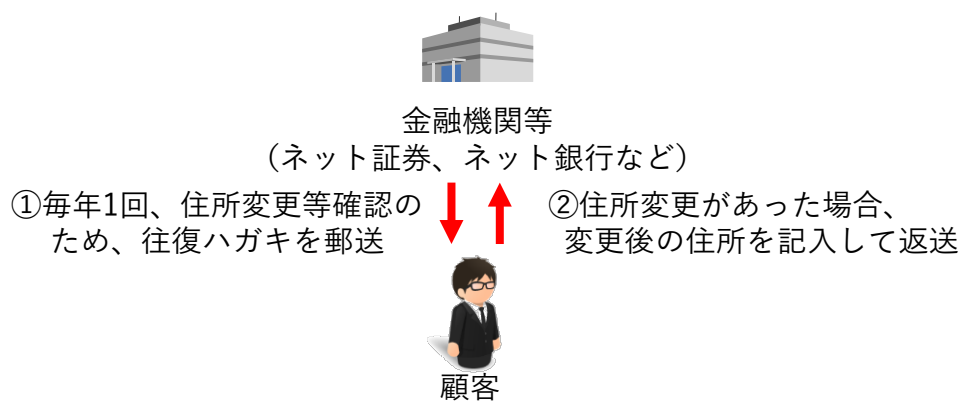 金融機関等
（ネット証券、ネット銀行など）
①毎年1回、住所変更等確認の
ため、往復ハガキを郵送
②住所変更があった場合、
変更後の住所を記入して返送
顧客